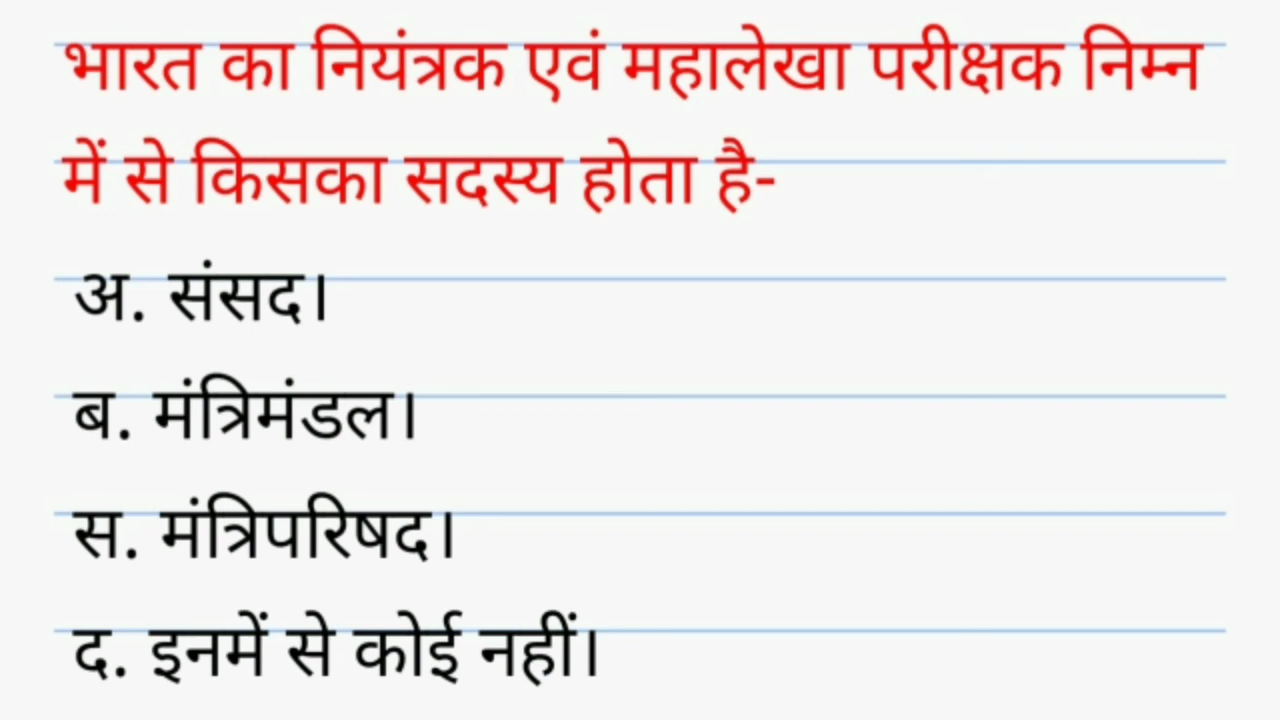 भारत का नियंत्रक एवं महालेखा परीक्षक निम्न
में से किसका सदस्य होता है-
अ. संसद।
ब. मंत्रिमंडल।
स. मंत्रिपरिषद।
द. इनमें से कोई नहीं।